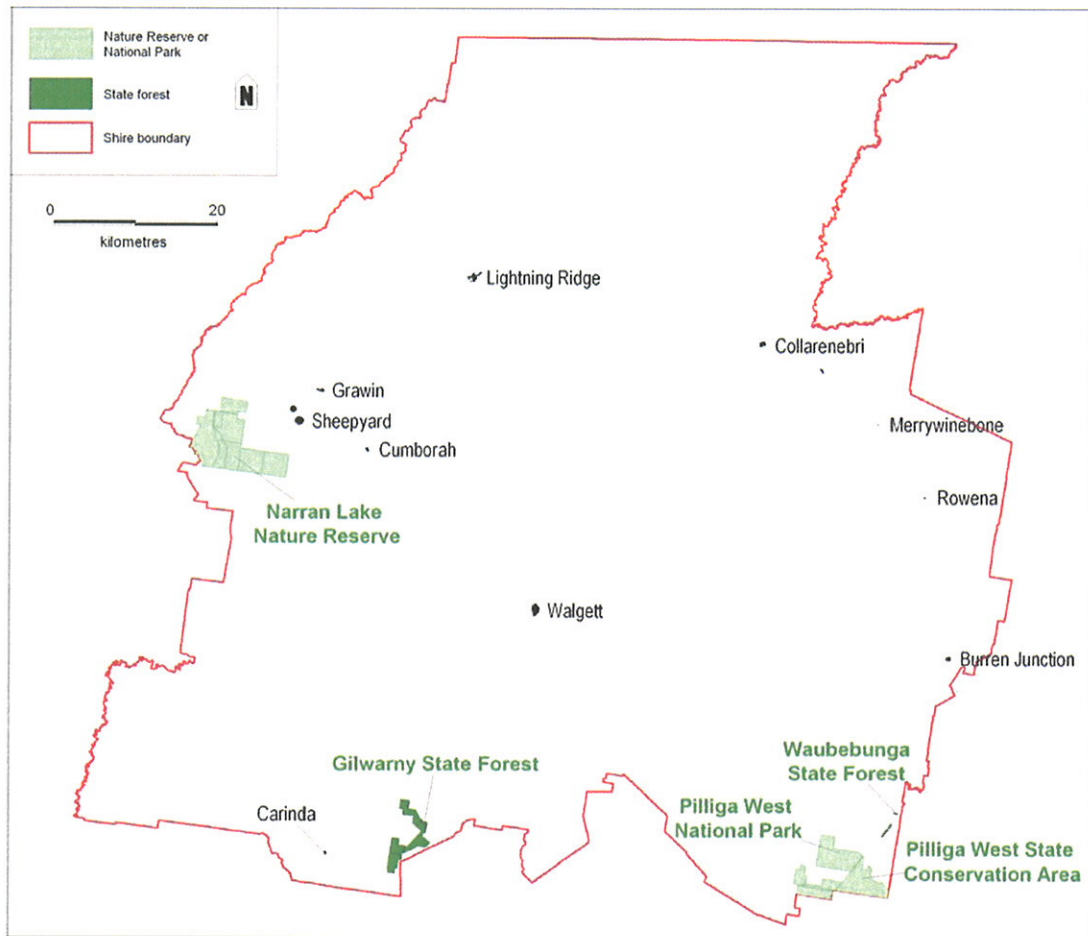 Nature Reserve or
National Park
State forest
N
Shire boundary
0 20
kilometres
Lightning Ridge
Collarenebri
Grawin
Sheepyard
Merrywinebone
Cumborah
Rowena
Narran Lake
Nature Reserve
Walgett
Burren Junction
Waubebunga
State Forest
Gilwarny State Forest
Pilliga West
National Park
Carinda
Pilliga West State
Conservation Area